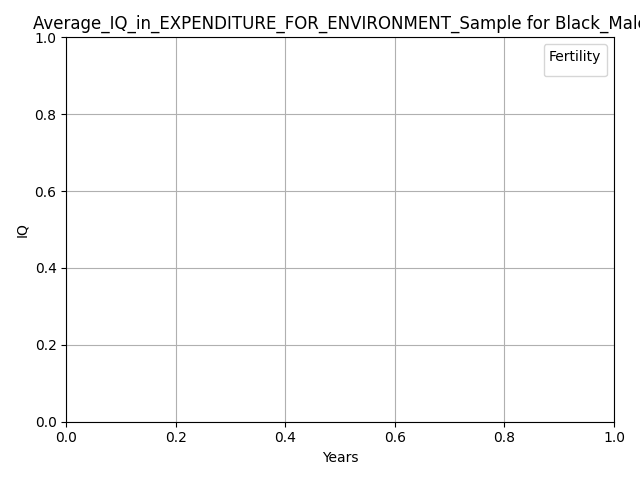 Average_IQ_in_EXPENDITURE_FOR_ENVIRONMENT_Sample for Black_Male
Fertility
1.0
0.8
0.6
0.4
0.2
0.0
IQ
0.0 0.2 0.4 0.6 0.8 1.0
Years